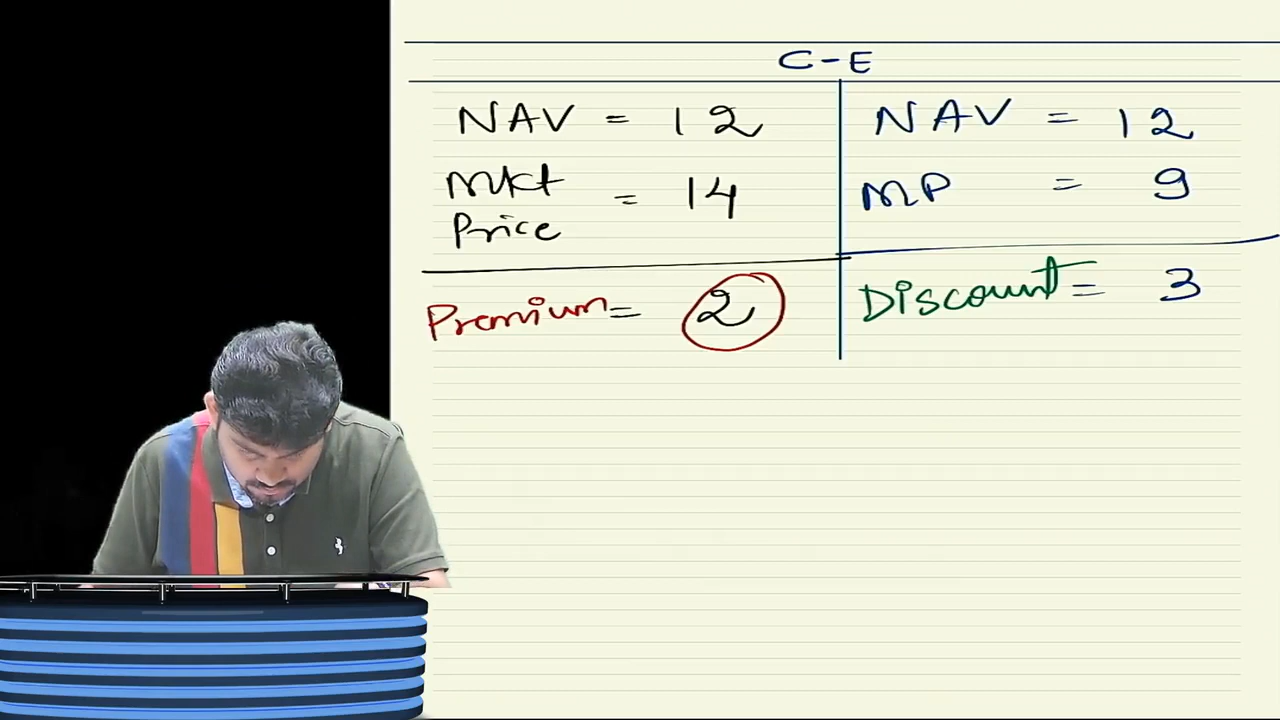 C-E
NAV = 12
Mkt Price = 14
Premium = 2
NAV = 12
MP = 9
Discount = 3